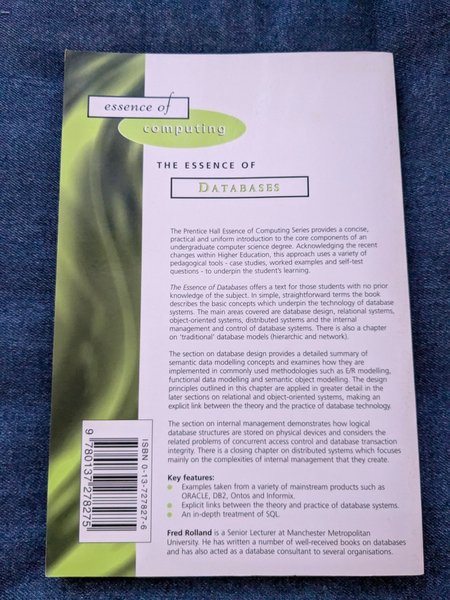 essence of
computing
THE ESSENCE OF
DATABASES
The Prentice Hall Essence of Computing Series provides a concise,
practical and uniform introduction to the core components of an
undergraduate computer science degree. Acknowledging the recent
changes within Higher Education, this approach uses a variety of
pedagogical tools - case studies, worked examples and self-test
questions - to underpin the student's learning.
The Essence of Databases offers a text for those students with no prior
knowledge of the subject. In simple, straightforward terms the book
describes the basic concepts which underpin the technology of database
systems. The main areas covered are database design, relational systems,
object-oriented systems, distributed systems and the internal
management and control of database systems. There is also a chapter
on 'traditional' database models (hierarchic and network).
The section on database design provides a detailed summary of
semantic data modelling concepts and examines how they are
implemented in commonly used methodologies such as E/R modelling,
functional data modelling and semantic object modelling. The design
principles outlined in this chapter are applied in greater detail in the
later sections on relational and object-oriented systems, making an
explicit link between the theory and the practice of database technology.
The section on internal management demonstrates how logical
database structures are stored on physical devices and considers the
related problems of concurrent access control and database transaction
integrity. There is a closing chapter on distributed systems which focuses
mainly on the complexities of internal management that they create.
Key features:
Examples taken from a variety of mainstream products such as
ORACLE, DB2, Ontos and Informix.
Explicit links between the theory and practice of database systems.
An in-depth treatment of SQL.
Fred Rolland is a Senior Lecturer at Manchester Metropolitan
University. He has written a number of well-received books on databases
and has also acted as a database consultant to several organisations.
ISBN 0-13-727827-6
9 780137 278275